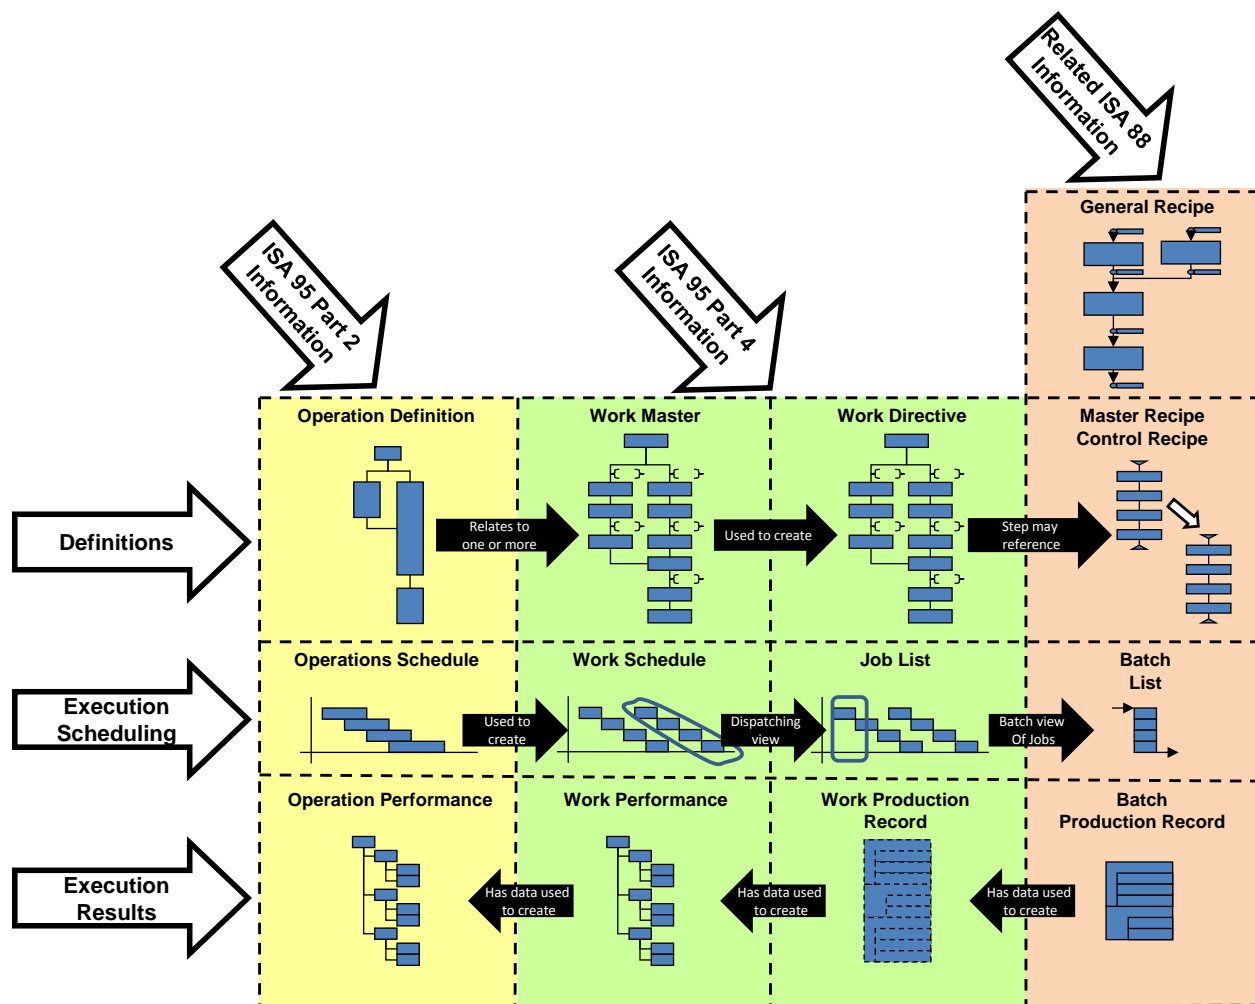 Related ISA 88
Information
General Recipe
ISA 95 Part 2
Information
ISA 95 Part 4
Information
Operation Definition
Work Master
Work Directive
Master Recipe
Control Recipe
Definitions
Relates to
one or more
Used to create
Step may
reference
Operations Schedule
Work Schedule
Job List
Batch
List
Execution
Scheduling
Used to
create
Dispatching
view
Batch view
Of Jobs
Operation Performance
Work Performance
Work Production
Record
Batch
Production Record
Execution
Results
Has data used
to create
Has data used
to create
Has data used
to create